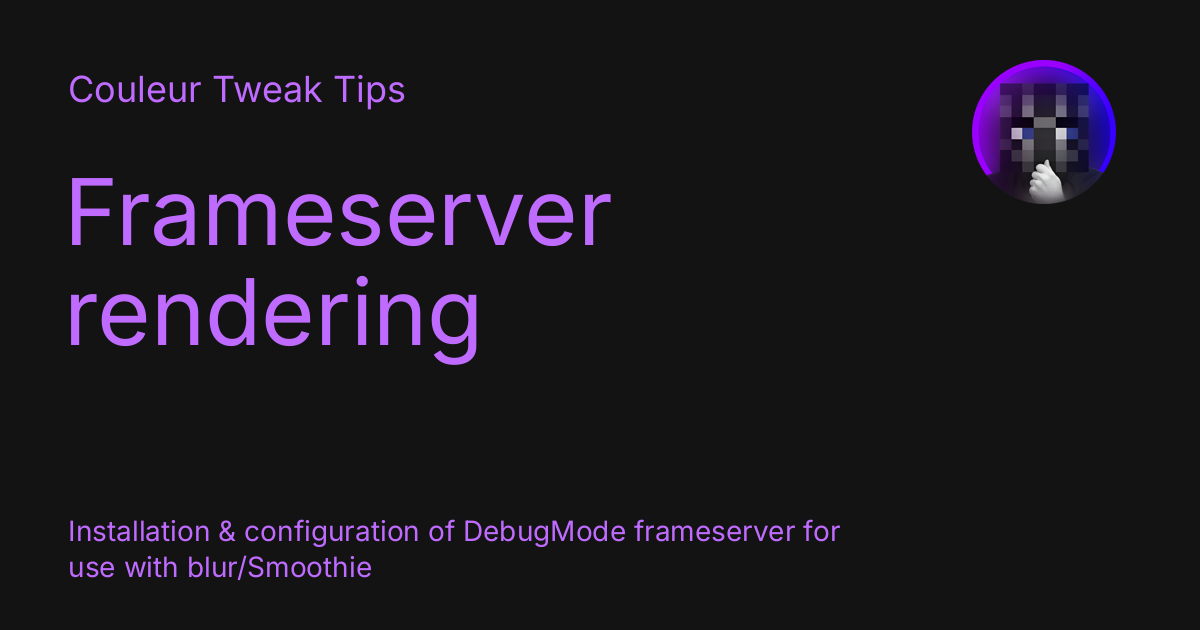 Couleur Tweak Tips
Frameserver
rendering
Installation & configuration of DebugMode frameserver for
use with blur/Smoothie